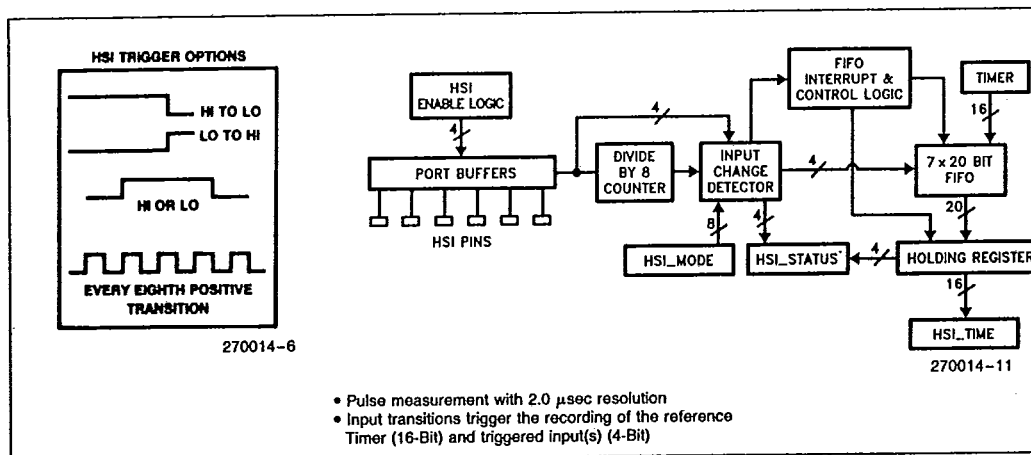 HSI TRIGGER OPTIONS
HI TO LO
LO TO HI
HI OR LO
EVERY EIGHTH POSITIVE
TRANSITION
270014-6
HSI
ENABLE LOGIC
4
PORT BUFFERS
HSI PINS
4
DIVIDE
BY 8
COUNTER
INPUT
CHANGE
DETECTOR
8
HSI_MODE
4
HSI_STATUS
FIFO
INTERRUPT &
CONTROL LOGIC
TIMER
16
4
7 x 20 BIT
FIFO
20
4
HOLDING REGISTER
16
HSI_TIME
270014-11
• Pulse measurement with 2.0 μsec resolution
• Input transitions trigger the recording of the reference
Timer (16-Bit) and triggered input(s) (4-Bit)